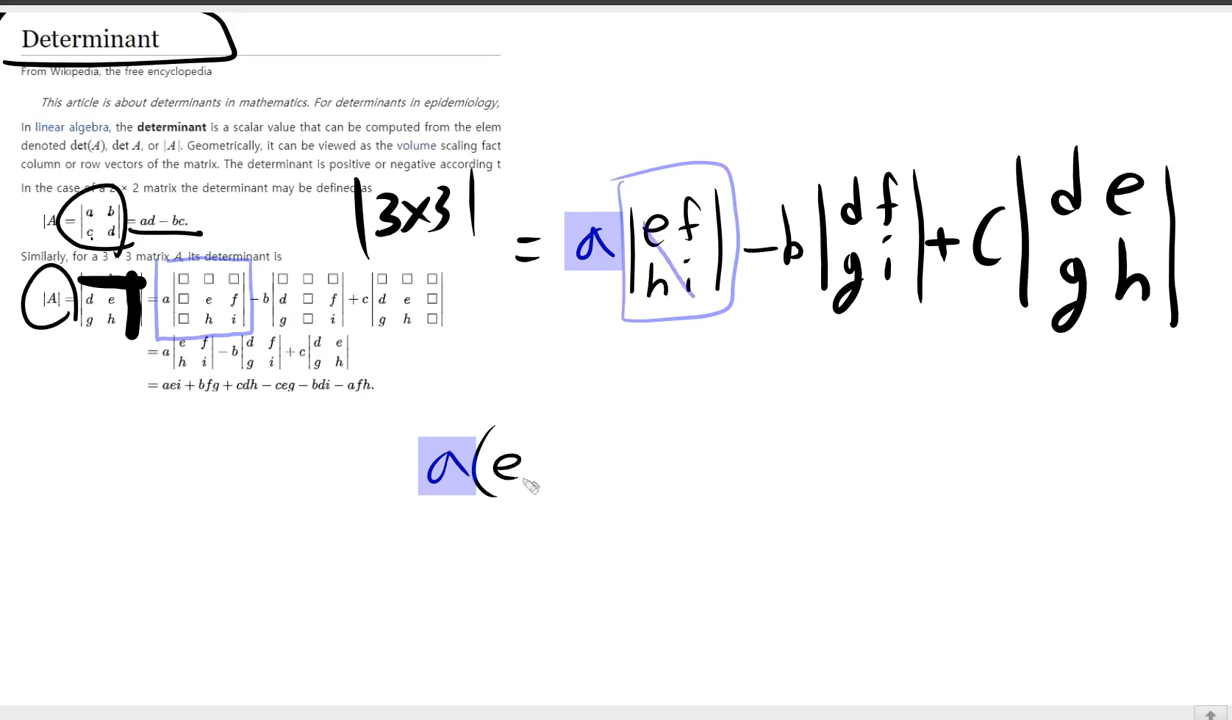 Determinant
From Wikipedia, the free encyclopedia
This article is about determinants in mathematics. For determinants in epidemiology,
In linear algebra, the determinant is a scalar value that can be computed from the elem
denoted det(A), det A, or |A|. Geometrically, it can be viewed as the volume scaling fact
column or row vectors of the matrix. The determinant is positive or negative according t
In the case of a 2 × 2 matrix the determinant may be defined as
|A| = |a b; c d| = ad − bc.
Similarly, for a 3 × 3 matrix A, its determinant is
|A| = |d e; g h| = a |□ □ □; □ e f; □ h i| − b |□ □ □; d □ f; g □ i| + c |□ □ □; d e □; g h □|
= a |e f; h i| − b |d f; g i| + c |d e; g h|
= aei + bfg + cdh − ceg − bdi − afh.
|3×3| = a |e f; h i| − b |d f; g i| + c |d e; g h|
a(e